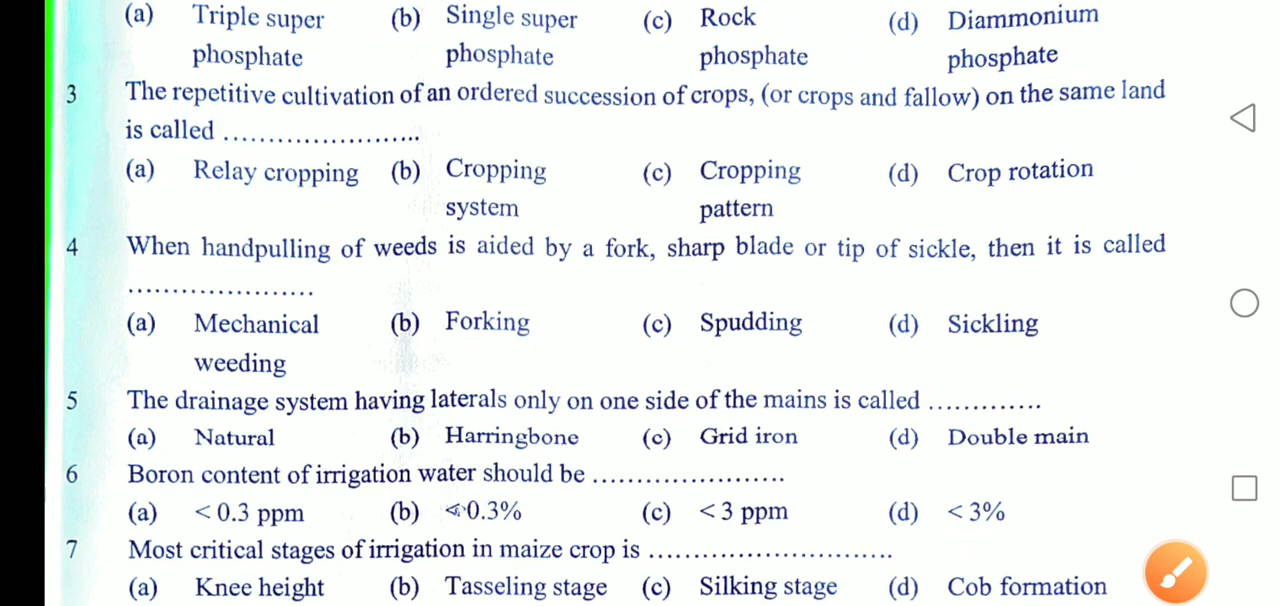 (a) Triple super (b) Single super (c) Rock (d) Diammonium
phosphate phosphate phosphate phosphate
3 The repetitive cultivation of an ordered succession of crops, (or crops and fallow) on the same land
is called ........................
(a) Relay cropping (b) Cropping (c) Cropping (d) Crop rotation
system pattern
4 When handpulling of weeds is aided by a fork, sharp blade or tip of sickle, then it is called
......................
(a) Mechanical (b) Forking (c) Spudding (d) Sickling
weeding
5 The drainage system having laterals only on one side of the mains is called .............
(a) Natural (b) Harringbone (c) Grid iron (d) Double main
6 Boron content of irrigation water should be ......................
(a) < 0.3 ppm (b) < 0.3% (c) < 3 ppm (d) < 3%
7 Most critical stages of irrigation in maize crop is ............................
(a) Knee height (b) Tasseling stage (c) Silking stage (d) Cob formation